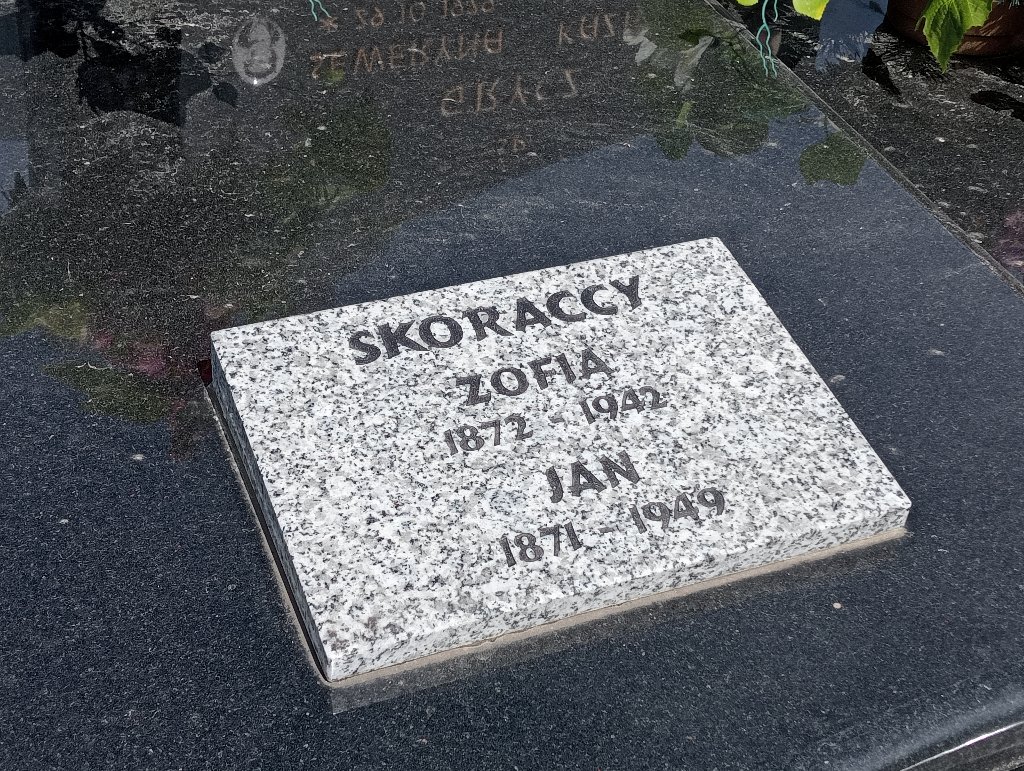 SKORACCY
ZOFIA
1872 - 1942
JAN
1871 - 1949